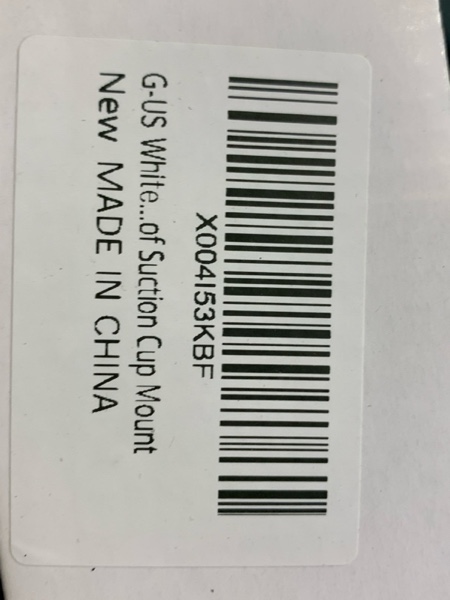 X004I53KBF
G-US White...of Suction Cup Mount
New MADE IN CHINA